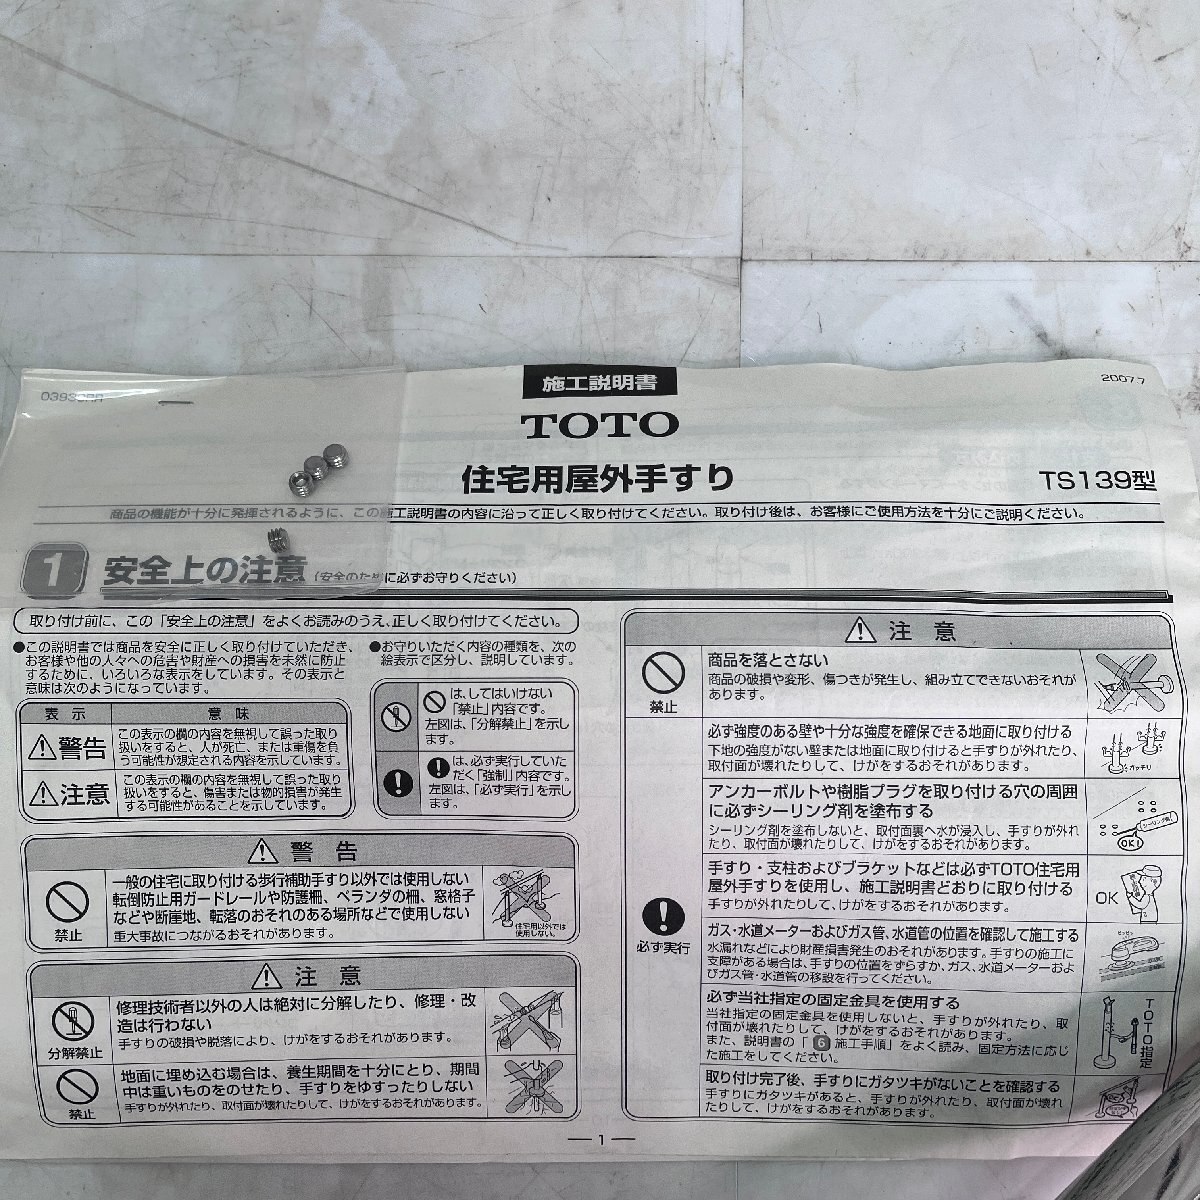 施工説明書
2007.7
TOTO
住宅用屋外手すり
TS139型
商品の機能が十分に発揮されるように、この施工説明書の内容に沿って正しく取り付けてください。取り付け後は、お客様にご使用方法を十分にご説明ください。
1 安全上の注意 (安全のために必ずお守りください)
取り付け前に、この「安全上の注意」をよくお読みのうえ、正しく取り付けてください。
●この説明書では商品を安全に正しく取り付けていただき、
お客様や他の人々への危害や財産への損害を未然に防止
するために、いろいろな表示をしています。その表示と
意味は次のようになっています。
表示 意味
警告
この表示の欄の内容を無視して誤った取り
扱いをすると、人が死亡、または重傷を負
う可能性が想定される内容を示しています。
注意
この表示の欄の内容を無視して誤った取り
扱いをすると、傷害または物的損害が発生
する可能性があることを示しています。
●お守りいただく内容の種類を、次の
絵表示で区分し、説明しています。
は、してはいけない
「禁止」内容です。
左図は、「分解禁止」を示し
ます。
は、必ず実行していた
だく「強制」内容です。
左図は、「必ず実行」を示し
ます。
警告
禁止
一般の住宅に取り付ける歩行補助手すり以外では使用しない
転倒防止用ガードレールや防護柵、ベランダの柵、窓格子
などや断崖地、転落のおそれのある場所などで使用しない
重大事故につながるおそれがあります。
住宅用以外では
使用しない。
注意
分解禁止
修理技術者以外の人は絶対に分解したり、修理・改
造は行わない
手すりの破損や脱落により、けがをするおそれがあります。
禁止
地面に埋め込む場合は、養生期間を十分にとり、期間
中は重いものをのせたり、手すりをゆすったりしない
手すりが外れたり、取付面が壊れたりして、けがをするおそれがあります。
注意
禁止
商品を落とさない
商品の破損や変形、傷つきが発生し、組み立てできないおそれが
あります。
必ず実行
必ず強度のある壁や十分な強度を確保できる地面に取り付ける
下地の強度がない壁または地面に取り付けると手すりが外れたり、
取付面が壊れたりして、けがをするおそれがあります。
ガッチリ
アンカーボルトや樹脂プラグを取り付ける穴の周囲
に必ずシーリング剤を塗布する
シーリング剤を塗布しないと、取付面裏へ水が浸入し、手すりが外れ
たり、取付面が壊れたりして、けがをするおそれがあります。
シーリング剤
OK!
手すり・支柱およびブラケットなどは必ずTOTO住宅用
屋外手すりを使用し、施工説明書どおりに取り付ける
手すりが外れたりして、けがをするおそれがあります。
OK
ガス・水道メーターおよびガス管、水道管の位置を確認して施工する
水漏れなどにより財産損害発生のおそれがあります。手すりの施工に
支障がある場合は、手すりの位置をずらすか、ガス、水道メーターおよ
びガス管・水道管の移設を行ってください。
必ず当社指定の固定金具を使用する
当社指定の固定金具を使用しないと、手すりが外れたり、取
付面が壊れたりして、けがをするおそれがあります。
また、説明書の「6 施工手順」をよく読み、固定方法に応じ
た施工をしてください。
TOTO指定
取り付け完了後、手すりにガタツキがないことを確認する
手すりにガタツキがあると、手すりが外れたり、取付面が壊れ
たりして、けがをするおそれがあります。
1